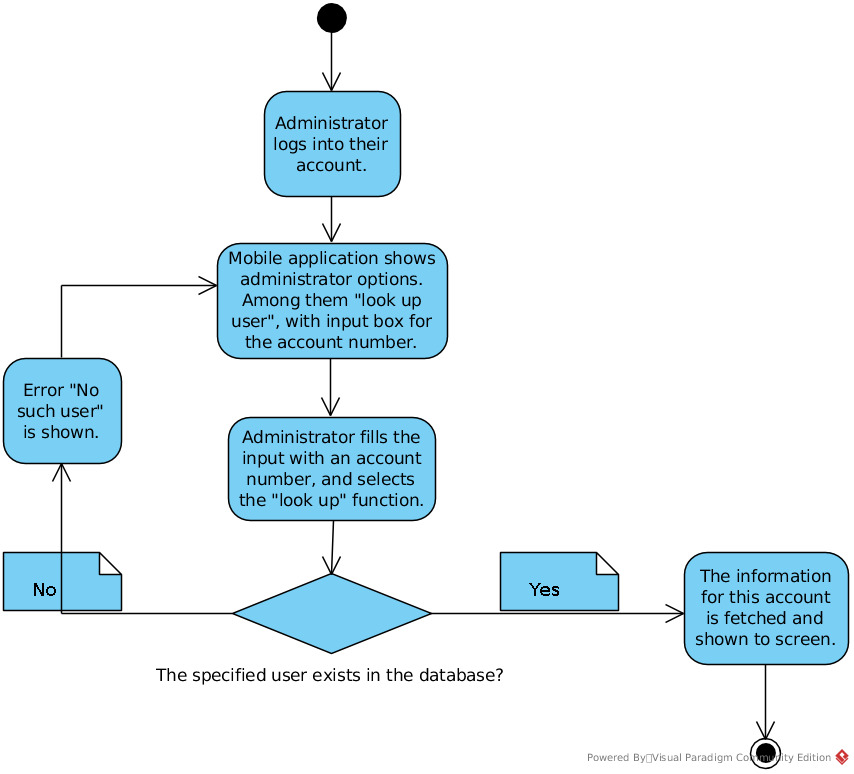 Administrator
logs into their
account.
Mobile application shows
administrator options.
Among them "look up
user", with input box for
the account number.
Error "No
such user"
is shown.
Administrator fills the
input with an account
number, and selects
the "look up" function.
No
Yes
The information
for this account
is fetched and
shown to screen.
The specified user exists in the database?
Powered By Visual Paradigm Community Edition